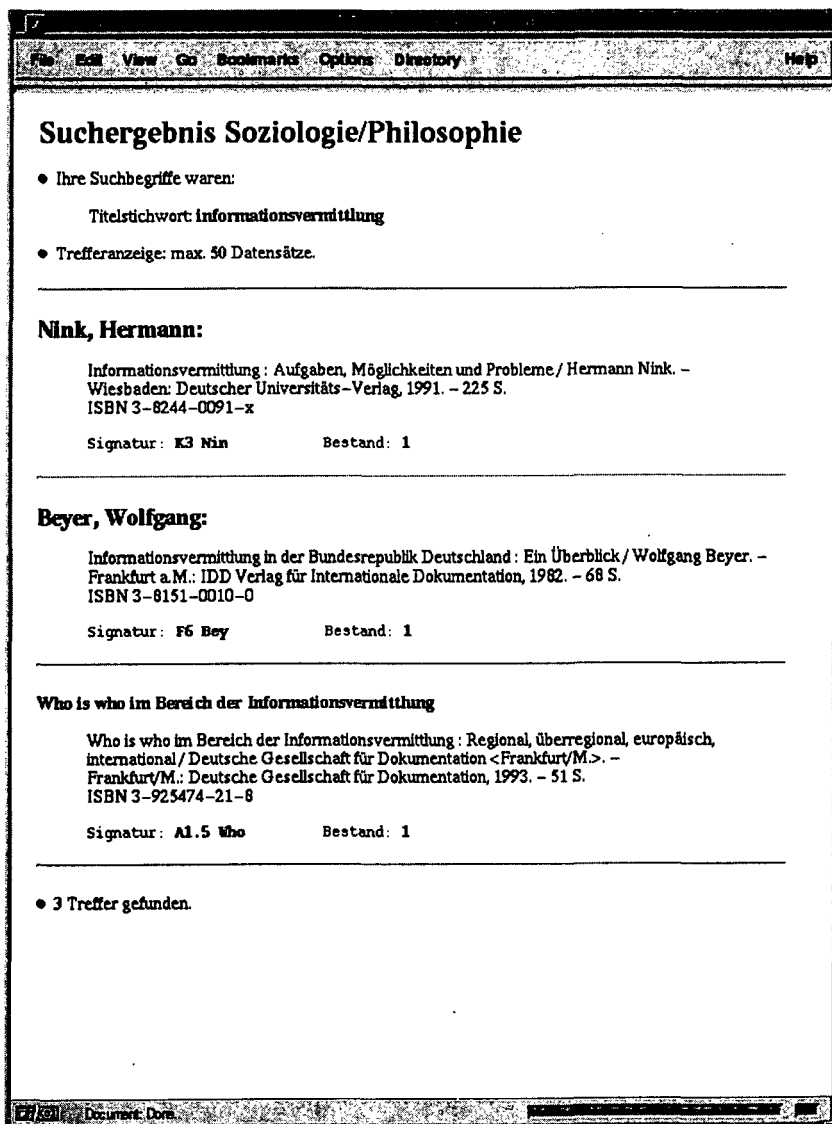 File Edit View Go Bookmarks Options Directory Help
Suchergebnis Soziologie/Philosophie
● Ihre Suchbegriffe waren:
Titelstichwort: informationsvermittlung
● Trefferanzeige: max. 50 Datensätze.
Nink, Hermann:
Informationsvermittlung : Aufgaben, Möglichkeiten und Probleme / Hermann Nink. –
Wiesbaden: Deutscher Universitäts-Verlag, 1991. – 225 S.
ISBN 3-8244-0091-x
Signatur: K3 Nin Bestand: 1
Beyer, Wolfgang:
Informationsvermittlung in der Bundesrepublik Deutschland : Ein Überblick / Wolfgang Beyer. –
Frankfurt a.M.: IDD Verlag für Internationale Dokumentation, 1982. – 68 S.
ISBN 3-8151-0010-0
Signatur: F6 Bey Bestand: 1
Who is who im Bereich der Informationsvermittlung
Who is who im Bereich der Informationsvermittlung : Regional, überregional, europäisch,
international / Deutsche Gesellschaft für Dokumentation <Frankfurt/M.>. –
Frankfurt/M.: Deutsche Gesellschaft für Dokumentation, 1993. – 51 S.
ISBN 3-925474-21-8
Signatur: A1.5 Who Bestand: 1
● 3 Treffer gefunden.
Document: Done.